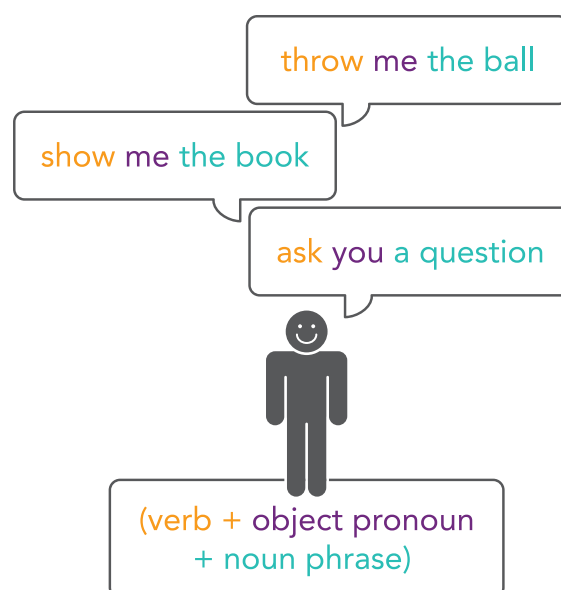 throw me the ball
show me the book
ask you a question
(verb + object pronoun
+ noun phrase)